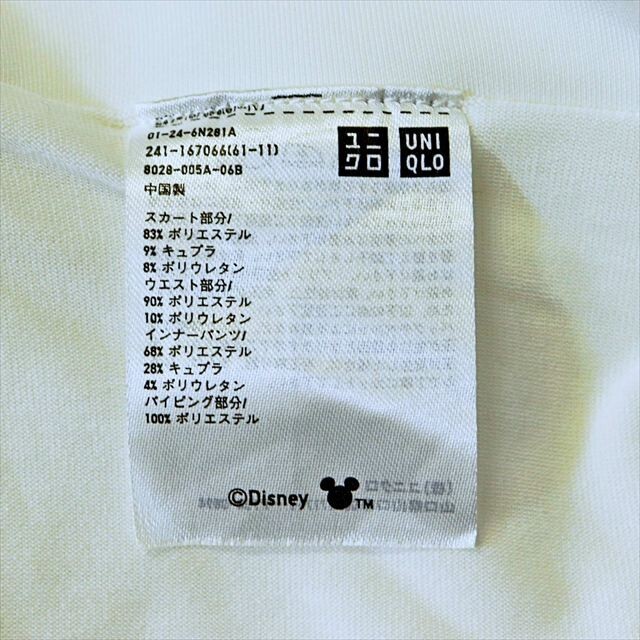 01-24-6N281A
241-167066(61-11)
8028-005A-06B
中国製
ユニ
クロ
UNI
QLO
スカート部分/
83% ポリエステル
9% キュプラ
8% ポリウレタン
ウエスト部分/
90% ポリエステル
10% ポリウレタン
インナーパンツ/
68% ポリエステル
28% キュプラ
4% ポリウレタン
パイピング部分/
100% ポリエステル
©Disney TM